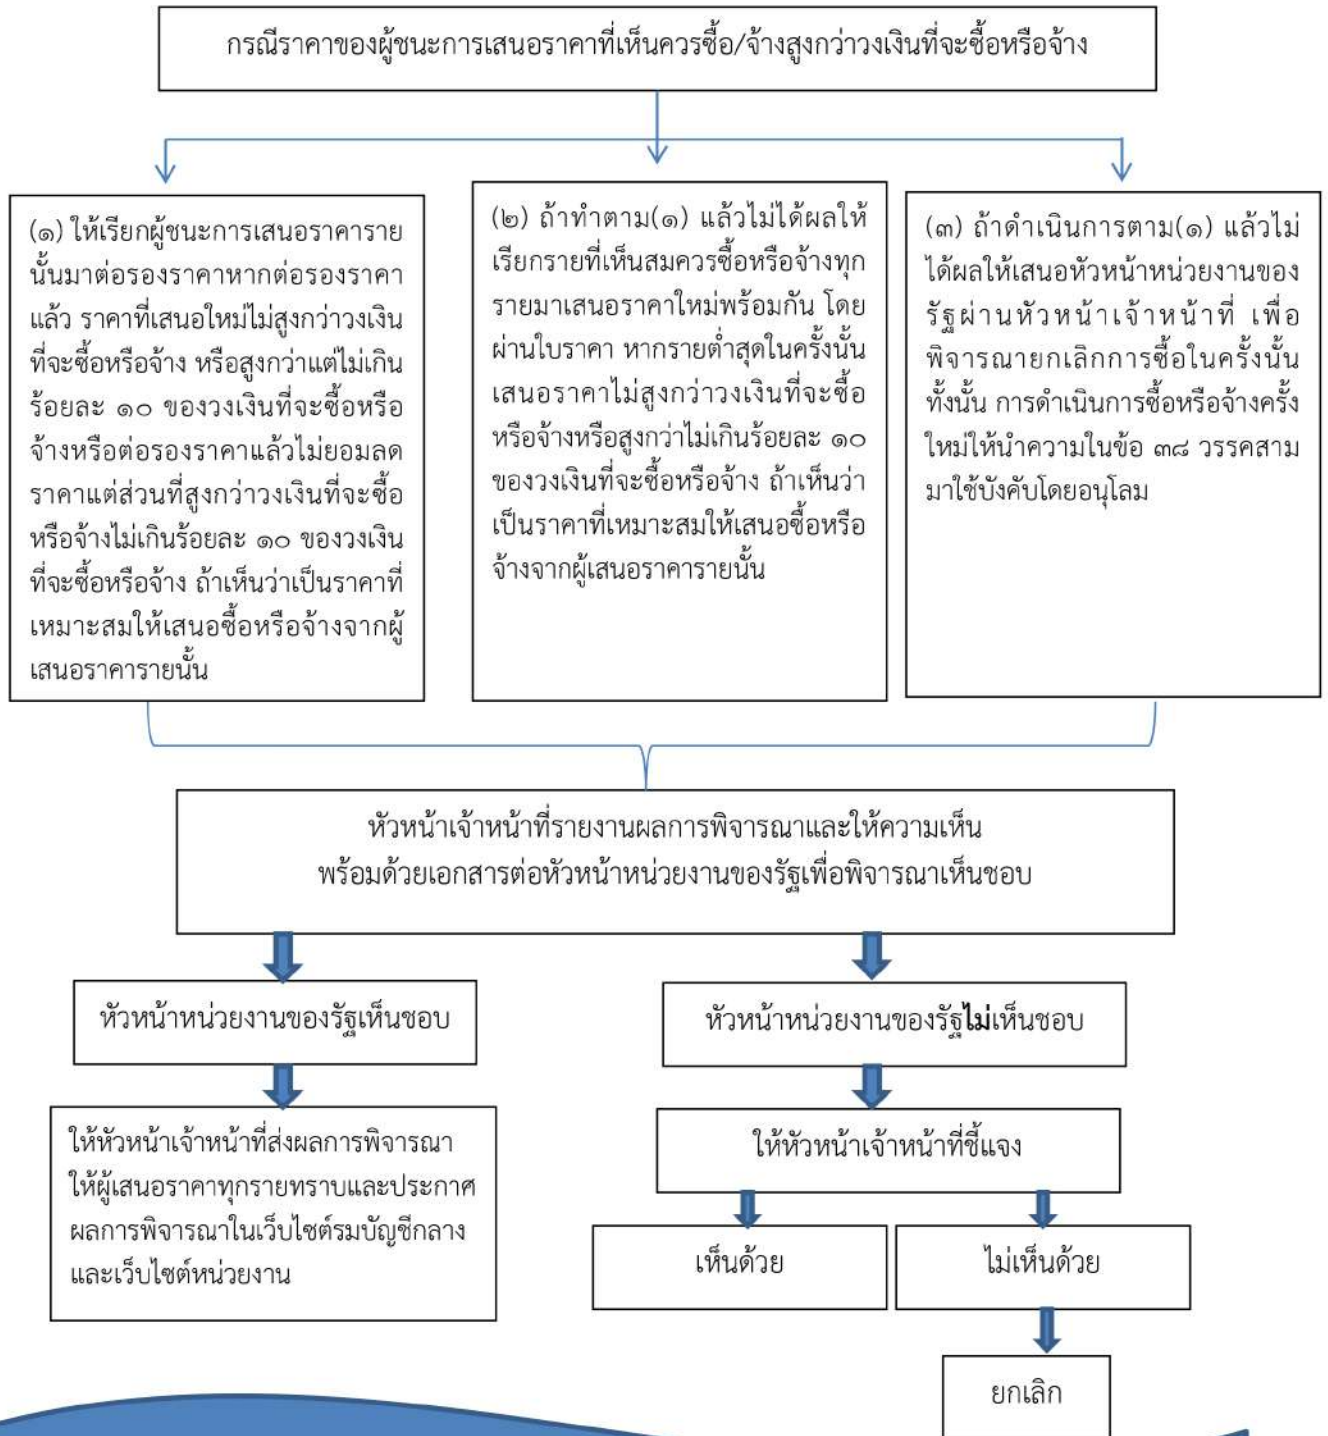 กรณีราคาของผู้ชนะการเสนอราคาที่เห็นควรซื้อ/จ้างสูงกว่าวงเงินที่จะซื้อหรือจ้าง
(๑) ให้เรียกผู้ชนะการเสนอราคาราย
นั้นมาต่อรองราคาหากต่อรองราคา
แล้ว ราคาที่เสนอใหม่ไม่สูงกว่าวงเงิน
ที่จะซื้อหรือจ้าง หรือสูงกว่าแต่ไม่เกิน
ร้อยละ ๑๐ ของวงเงินที่จะซื้อหรือ
จ้างหรือต่อรองราคาแล้วไม่ยอมลด
ราคาแต่ส่วนที่สูงกว่าวงเงินที่จะซื้อ
หรือจ้างไม่เกินร้อยละ ๑๐ ของวงเงิน
ที่จะซื้อหรือจ้าง ถ้าเห็นว่าเป็นราคาที่
เหมาะสมให้เสนอซื้อหรือจ้างจากผู้
เสนอราคารายนั้น
(๒) ถ้าทำตาม(๑) แล้วไม่ได้ผลให้
เรียกรายที่เห็นสมควรซื้อหรือจ้างทุก
รายมาเสนอราคาใหม่พร้อมกัน โดย
ผ่านใบราคา หากรายต่ำสุดในครั้งนั้น
เสนอราคาไม่สูงกว่าวงเงินที่จะซื้อ
หรือจ้างหรือสูงกว่าไม่เกินร้อยละ ๑๐
ของวงเงินที่จะซื้อหรือจ้าง ถ้าเห็นว่า
เป็นราคาที่เหมาะสมให้เสนอซื้อหรือ
จ้างจากผู้เสนอราคารายนั้น
(๓) ถ้าดำเนินการตาม(๑) แล้วไม่
ได้ผลให้เสนอหัวหน้าหน่วยงานของ
รัฐผ่านหัวหน้าเจ้าหน้าที่ เพื่อ
พิจารณายกเลิกการซื้อในครั้งนั้น
ทั้งนั้น การดำเนินการซื้อหรือจ้างครั้ง
ใหม่ให้นำความในข้อ ๓๘ วรรคสาม
มาใช้บังคับโดยอนุโลม
หัวหน้าเจ้าหน้าที่รายงานผลการพิจารณาและให้ความเห็น
พร้อมด้วยเอกสารต่อหัวหน้าหน่วยงานของรัฐเพื่อพิจารณาเห็นชอบ
หัวหน้าหน่วยงานของรัฐเห็นชอบ
หัวหน้าหน่วยงานของรัฐไม่เห็นชอบ
ให้หัวหน้าเจ้าหน้าที่ส่งผลการพิจารณา
ให้ผู้เสนอราคาทุกรายทราบและประกาศ
ผลการพิจารณาในเว็บไซต์รมบัญชีกลาง
และเว็บไซต์หน่วยงาน
ให้หัวหน้าเจ้าหน้าที่ชี้แจง
เห็นด้วย
ไม่เห็นด้วย
ยกเลิก